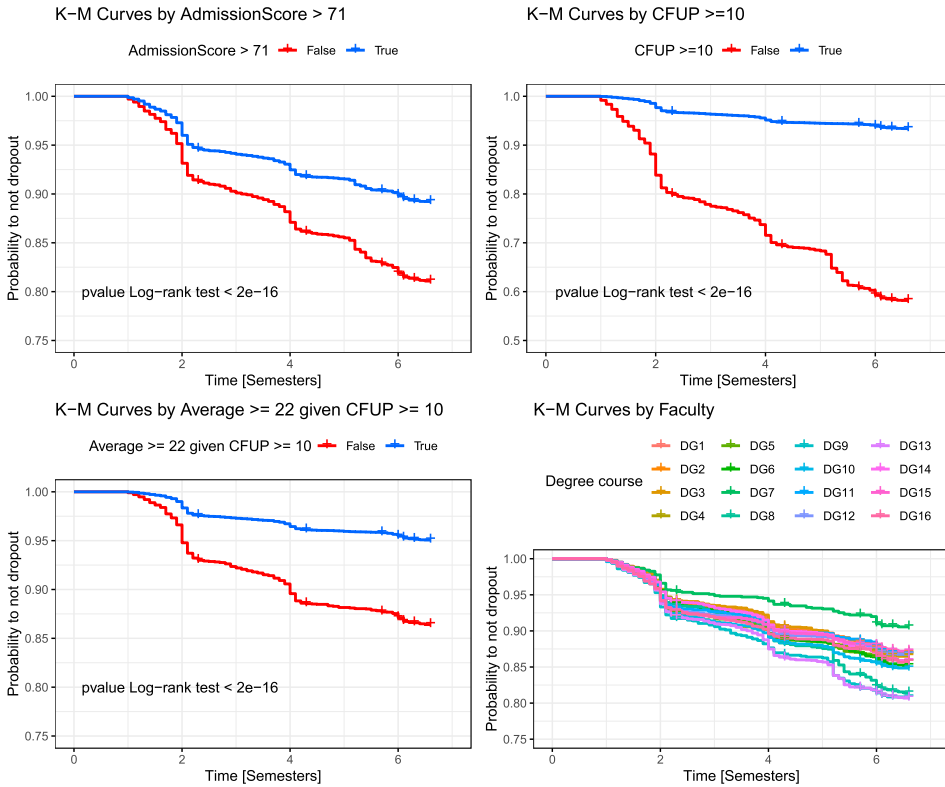 K−M Curves by AdmissionScore > 71
AdmissionScore > 71 False True
1.00
0.95
0.90
0.85
0.80
0.75
Probability to not dropout
pvalue Log−rank test < 2e−16
0 2 4 6
Time [Semesters]
K−M Curves by CFUP >=10
CFUP >=10 False True
1.00
0.9
0.8
0.7
0.6
0.5
Probability to not dropout
pvalue Log−rank test < 2e−16
0 2 4 6
Time [Semesters]
K−M Curves by Average >= 22 given CFUP >= 10
Average >= 22 given CFUP >= 10 False True
1.00
0.95
0.90
0.85
0.80
0.75
Probability to not dropout
pvalue Log−rank test < 2e−16
0 2 4 6
Time [Semesters]
K−M Curves by Faculty
Degree course
DG1 DG5 DG9 DG13
DG2 DG6 DG10 DG14
DG3 DG7 DG11 DG15
DG4 DG8 DG12 DG16
1.00
0.95
0.90
0.85
0.80
0.75
Probability to not dropout
0 2 4 6
Time [Semesters]